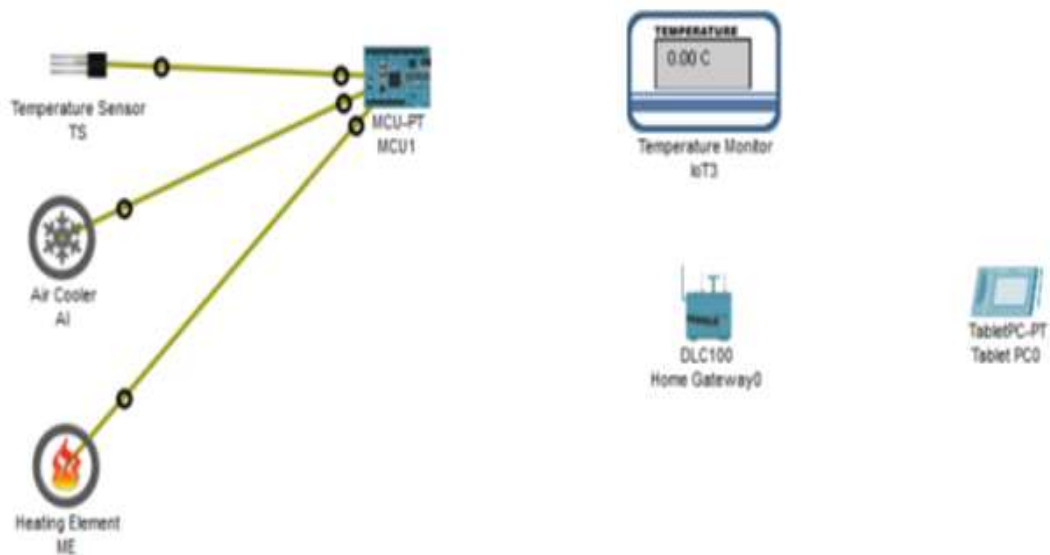 TEMPERATURE
0.00 C
Temperature Sensor
TS
MCU-PT
MCU1
Temperature Monitor
IoT3
Air Cooler
AI
DLC100
Home Gateway0
TabletPC-PT
Tablet PC0
Heating Element
ME